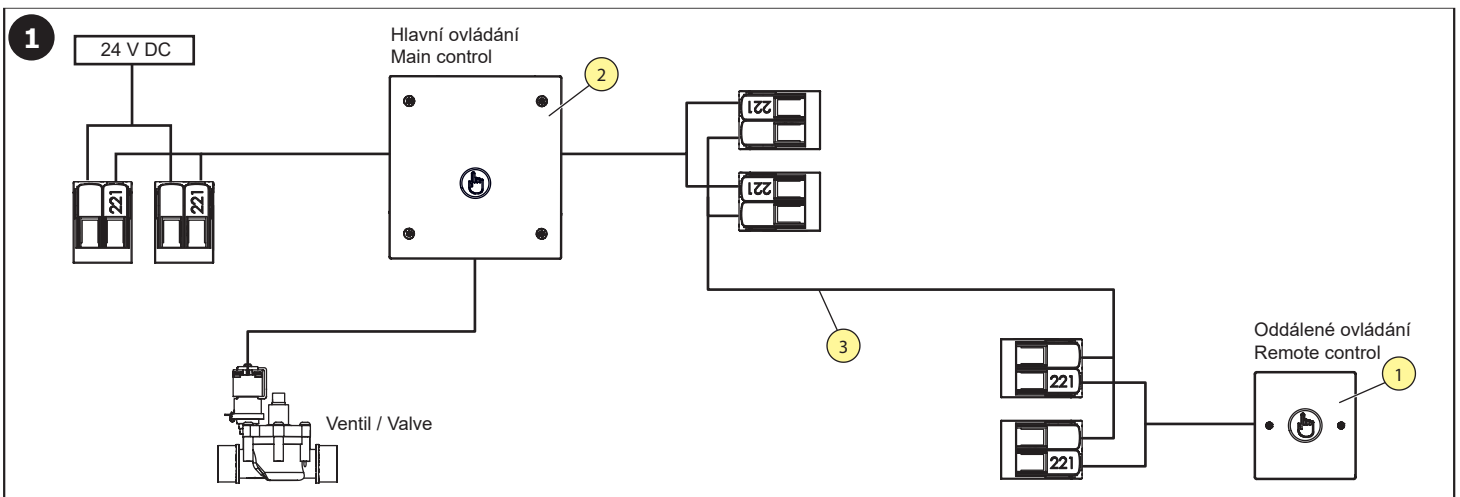 1
24 V DC
Hlavní ovládání
Main control
2
221
221
221
221
3
Oddálené ovládání
Remote control
1
221
221
Ventil / Valve